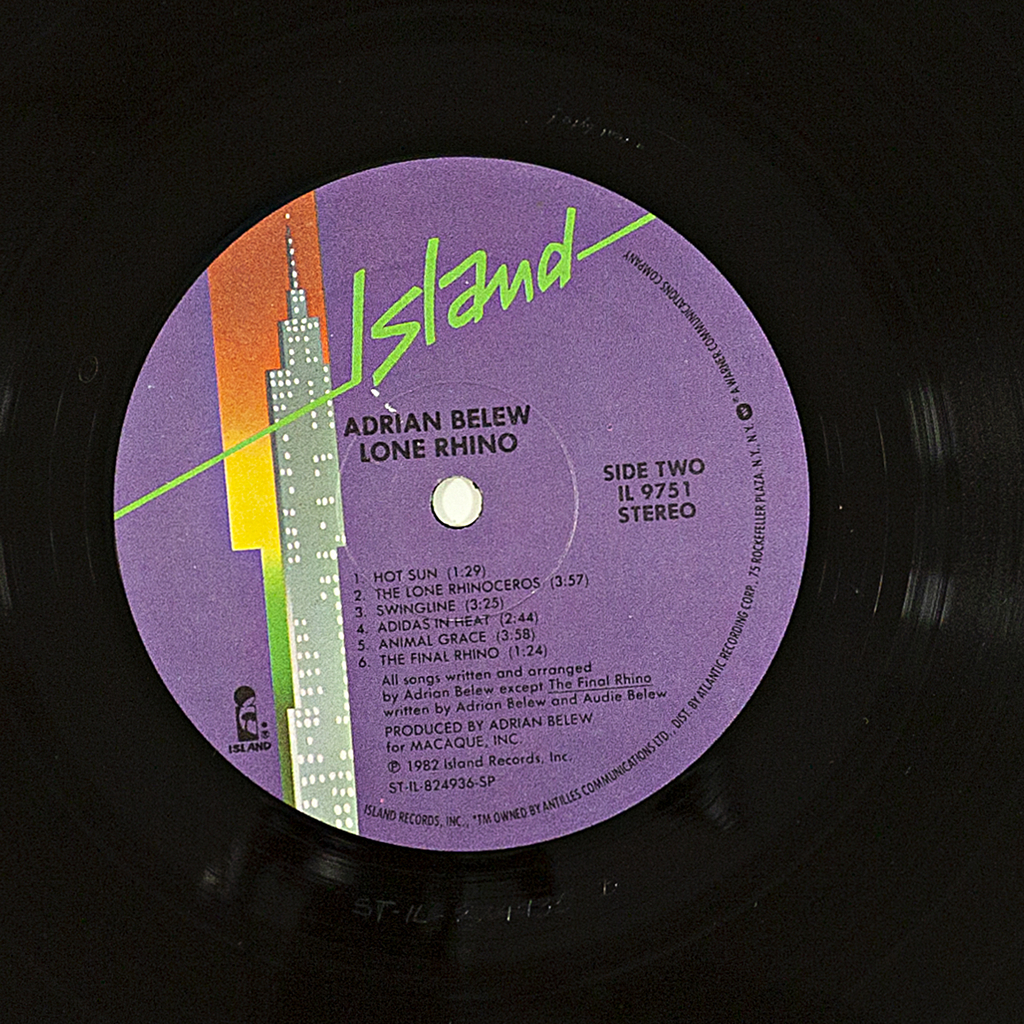 Island
ADRIAN BELEW
LONE RHINO
SIDE TWO
IL 9751
STEREO
1. HOT SUN (1:29)
2. THE LONE RHINOCEROS (3:57)
3. SWINGLINE (3:25)
4. ADIDAS IN HEAT (2:44)
5. ANIMAL GRACE (3:58)
6. THE FINAL RHINO (1:24)
All songs written and arranged
by Adrian Belew except The Final Rhino
written by Adrian Belew and Audie Belew
PRODUCED BY ADRIAN BELEW
for MACAQUE, INC.
℗ 1982 Island Records, Inc.
ST-IL-824936-SP
ISLAND®
ISLAND RECORDS, INC., *TM OWNED BY ANTILLES COMMUNICATIONS LTD., DIST. BY ATLANTIC RECORDING CORP., 75 ROCKEFELLER PLAZA, N.Y., N.Y. ® A WARNER COMMUNICATIONS COMPANY
ST-IL